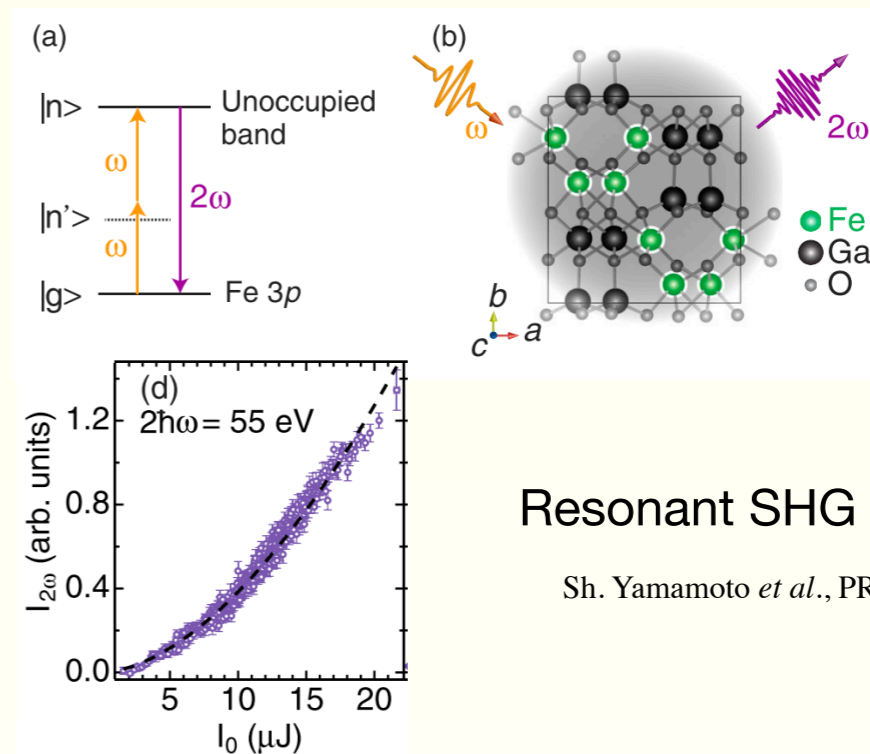 (a)
|n>
Unoccupied
band
ω
2ω
|n'>
ω
|g>
Fe 3p
(b)
ω
2ω
Fe
Ga
O
b
c
a
(d)
2ħω = 55 eV
I2ω (arb. units)
1.2
0.8
0.4
0.0
5
10
15
20
I0 (μJ)
Resonant SHG
Sh. Yamamoto et al., PR